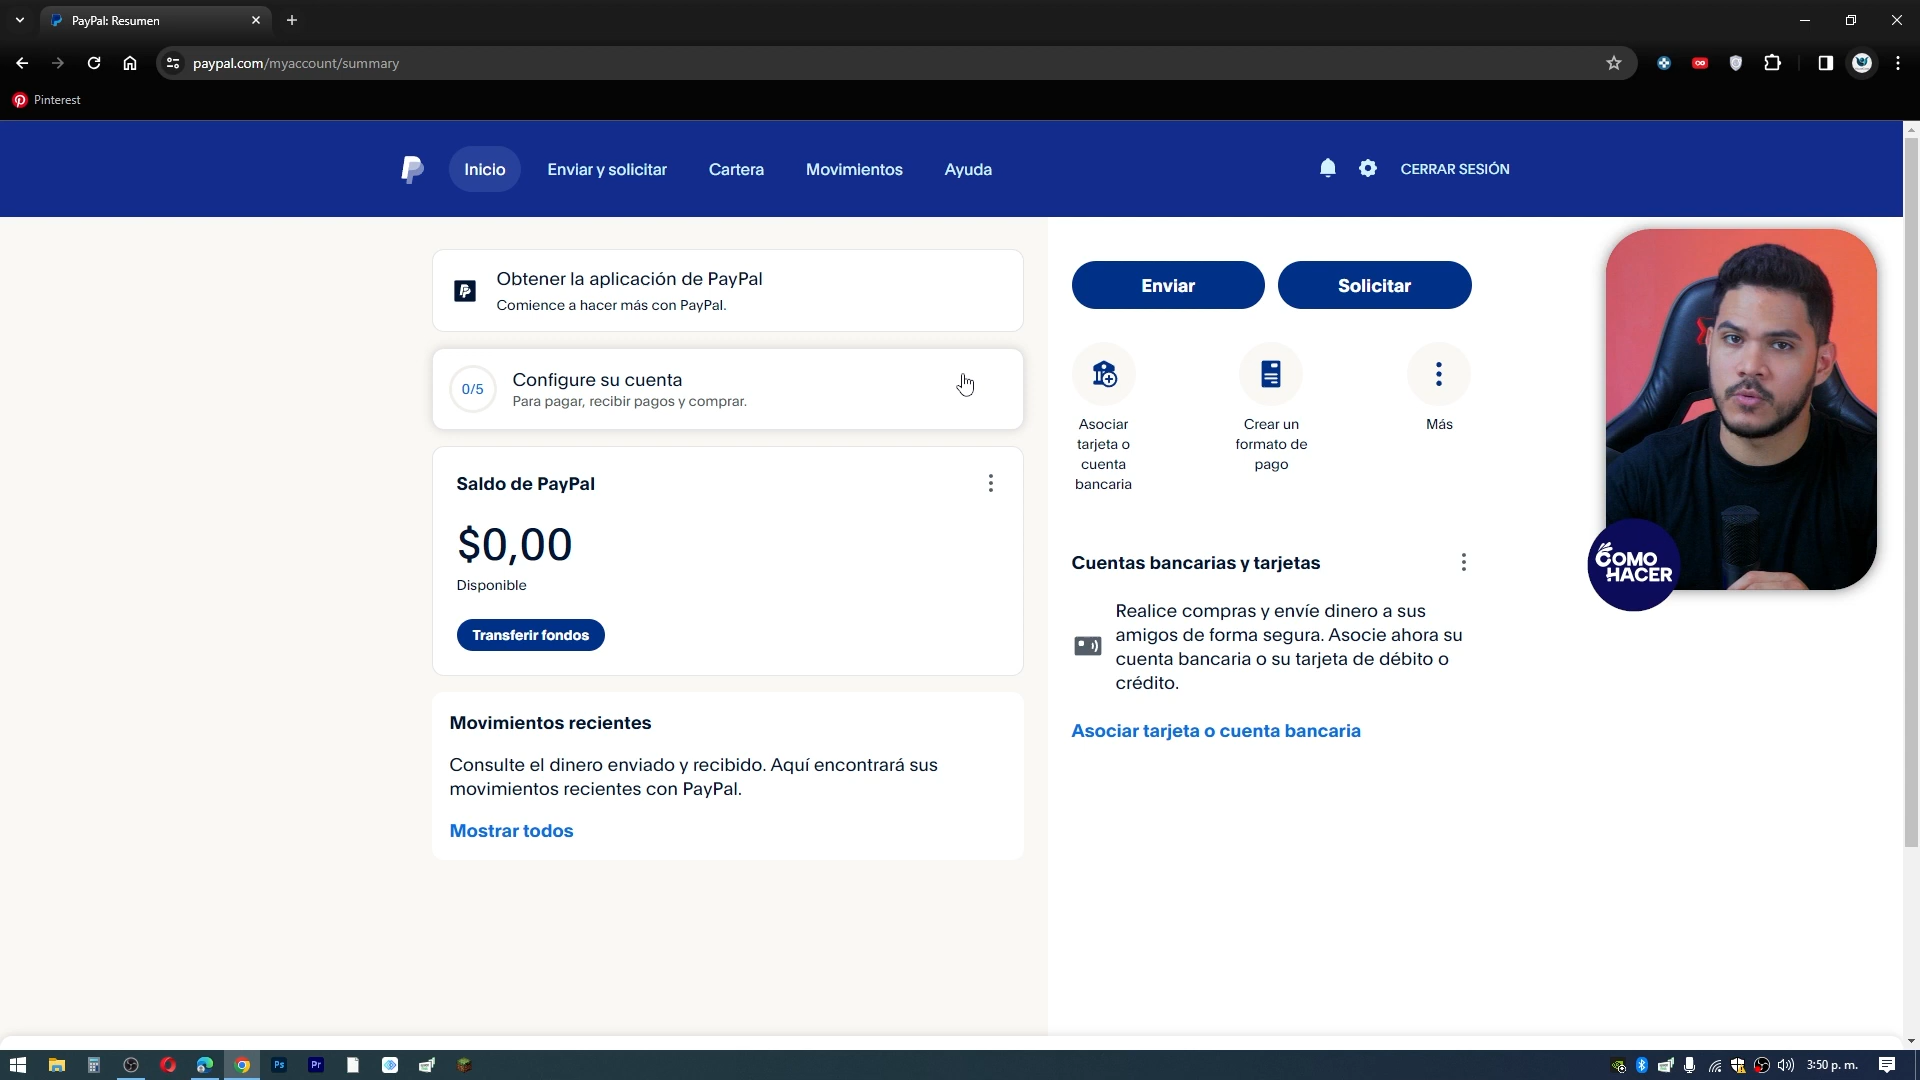 PayPal: Resumen
paypal.com/myaccount/summary
Pinterest
Inicio
Enviar y solicitar
Cartera
Movimientos
Ayuda
CERRAR SESIÓN
Obtener la aplicación de PayPal
Comience a hacer más con PayPal.
0/5
Configure su cuenta
Para pagar, recibir pagos y comprar.
Saldo de PayPal
$0,00
Disponible
Transferir fondos
Movimientos recientes
Consulte el dinero enviado y recibido. Aquí encontrará sus
movimientos recientes con PayPal.
Mostrar todos
Enviar
Solicitar
Asociar
tarjeta o
cuenta
bancaria
Crear un
formato de
pago
Más
Cuentas bancarias y tarjetas
Realice compras y envíe dinero a sus
amigos de forma segura. Asocie ahora su
cuenta bancaria o su tarjeta de débito o
crédito.
Asociar tarjeta o cuenta bancaria
COMO
HACER
Ps
Pr
3:50 p. m.